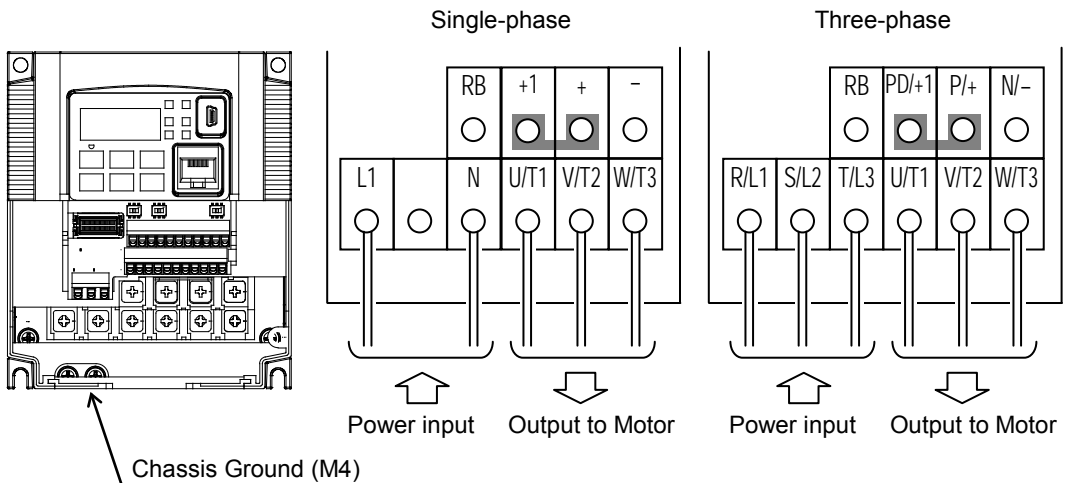 Single-phase
Three-phase
RB +1 + −
L1 N U/T1 V/T2 W/T3
RB PD/+1 P/+ N/−
R/L1 S/L2 T/L3 U/T1 V/T2 W/T3
Power input Output to Motor
Power input Output to Motor
Chassis Ground (M4)